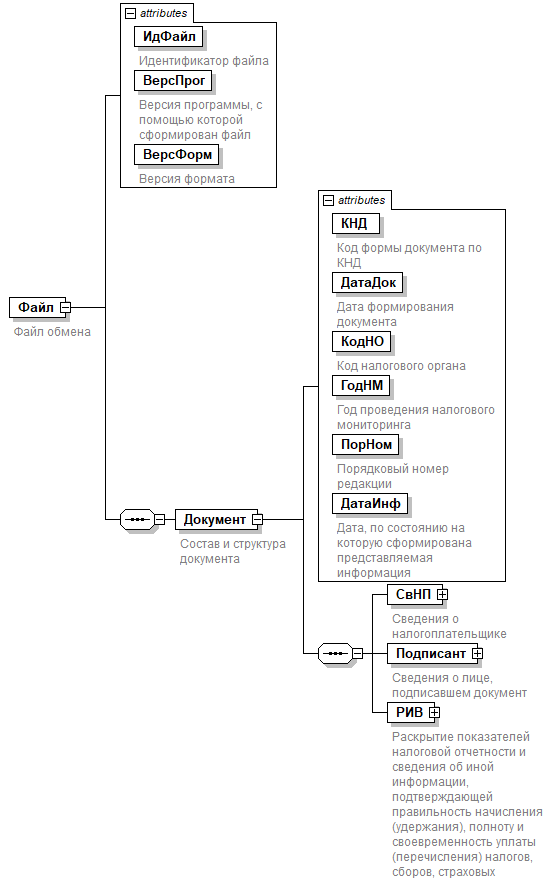 attributes
ИдФайл
Идентификатор файла
ВерсПрог
Версия программы, с
помощью которой
сформирован файл
ВерсФорм
Версия формата
Файл
Файл обмена
Документ
Состав и структура
документа
attributes
КНД
Код формы документа по
КНД
ДатаДок
Дата формирования
документа
КодНО
Код налогового органа
ГодНМ
Год проведения налогового
мониторинга
ПорНом
Порядковый номер
редакции
ДатаИнф
Дата, по состоянию на
которую сформирована
представляемая
информация
СвНП
Сведения о
налогоплательщике
Подписант
Сведения о лице,
подписавшем документ
РИВ
Раскрытие показателей
налоговой отчетности и
сведения об иной
информации,
подтверждающей
правильность начисления
(удержания), полноту и
своевременность уплаты
(перечисления) налогов,
сборов, страховых